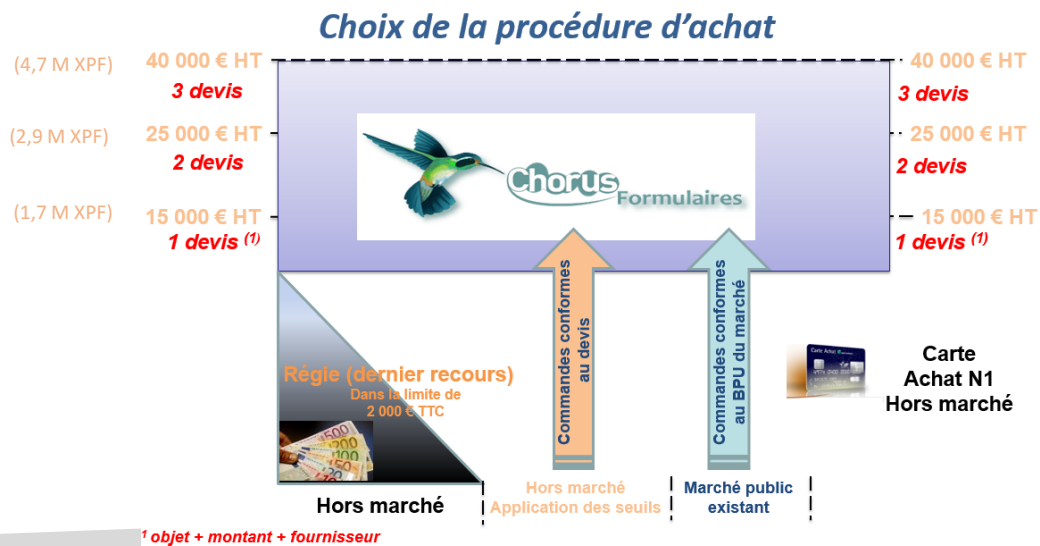 Choix de la procédure d'achat
(4,7 M XPF) 40 000 € HT
3 devis
(2,9 M XPF) 25 000 € HT
2 devis
(1,7 M XPF) 15 000 € HT
1 devis (1)
40 000 € HT
3 devis
25 000 € HT
2 devis
15 000 € HT
1 devis (1)
Chorus
Formulaires
Commandes conformes
au devis
Commandes conformes
au BPU du marché
Régie (dernier recours)
Dans la limite de
2 000 € TTC
Carte Achat
Carte
Achat N1
Hors marché
Hors marché
Hors marché
Application des seuils
Marché public
existant
1 objet + montant + fournisseur